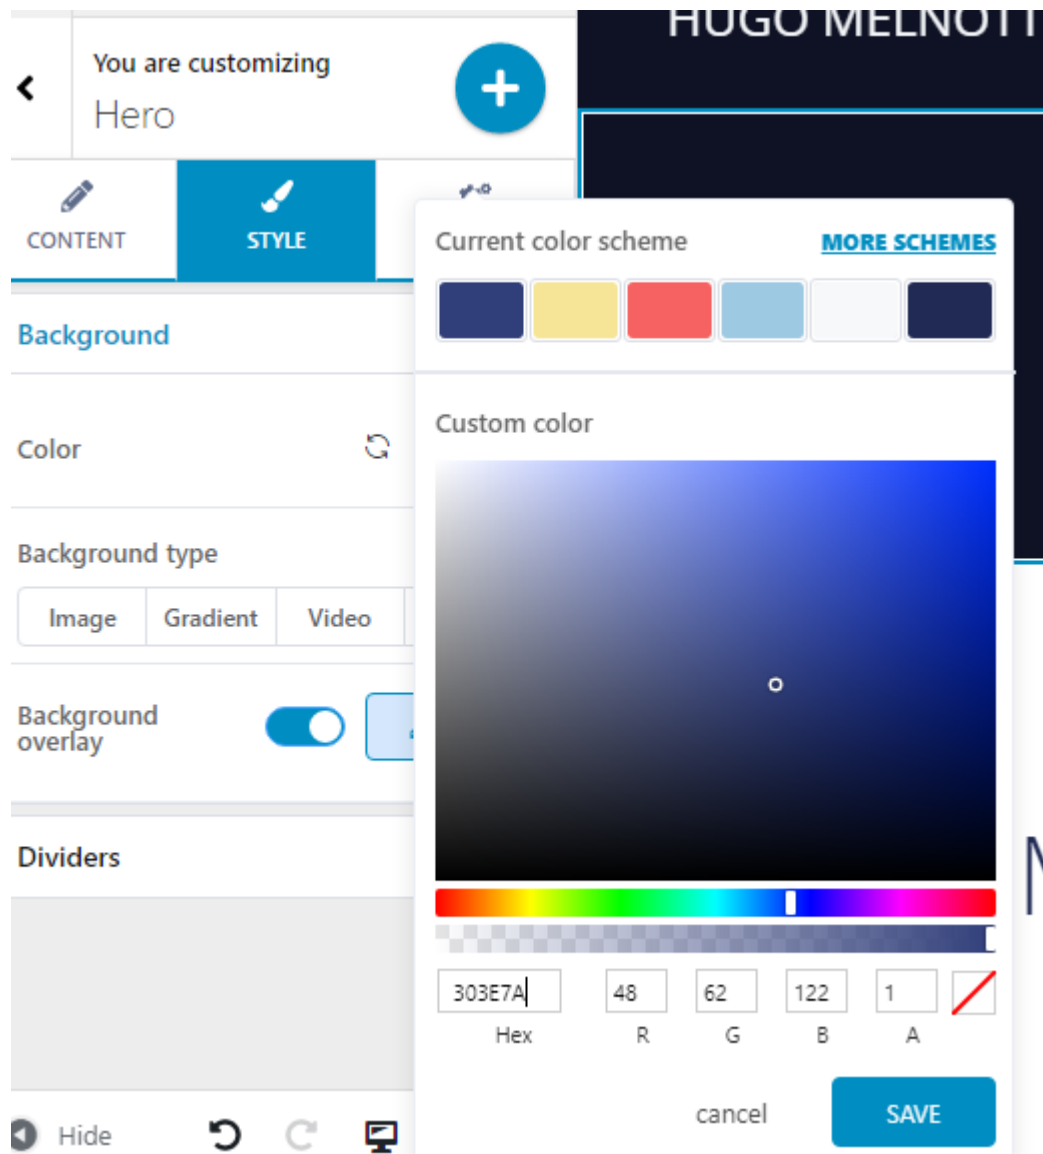 HUGO MELNOTT
You are customizing
Hero
CONTENT
STYLE
Current color scheme
MORE SCHEMES
Background
Custom color
Color
Background type
Image
Gradient
Video
Background
overlay
Dividers
303E7A
48
62
122
1
Hex
R
G
B
A
cancel
SAVE
Hide